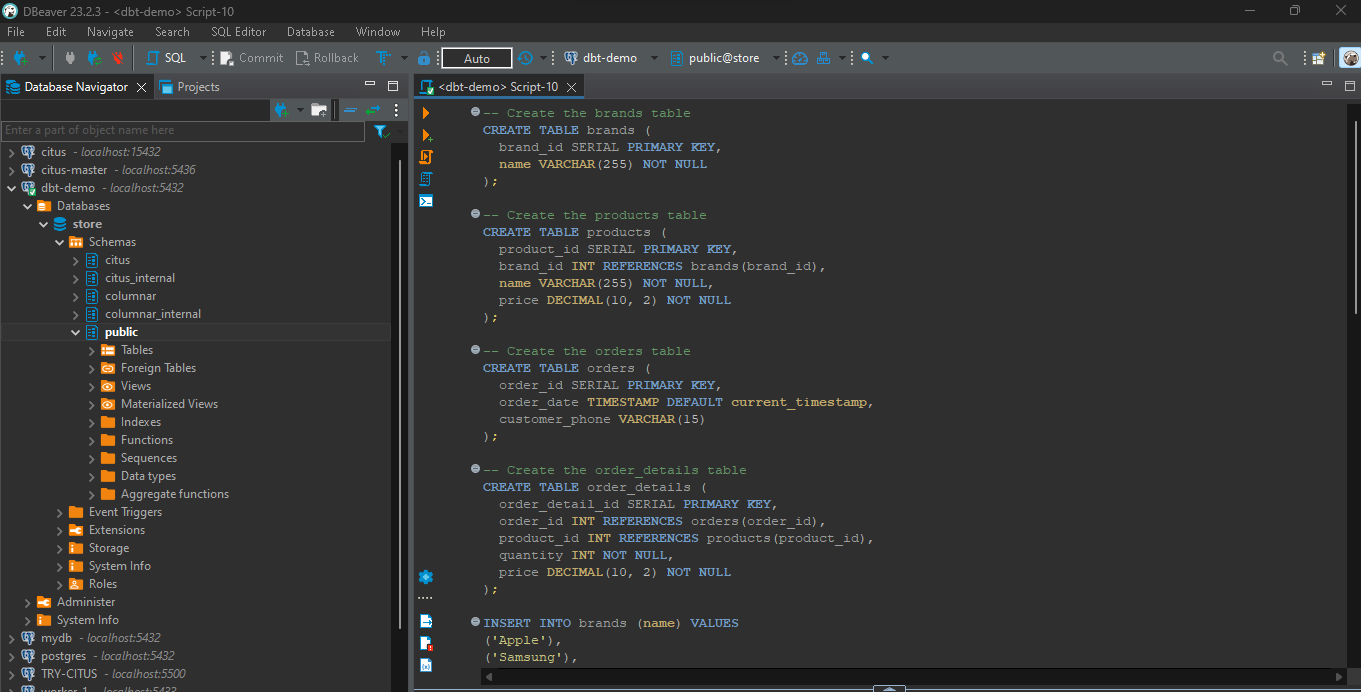 DBeaver 23.2.3 - <dbt-demo> Script-10
File Edit Navigate Search SQL Editor Database Window Help
SQL Commit Rollback Auto dbt-demo public@store
Database Navigator Projects
Enter a part of object name here
citus - localhost:15432
citus-master - localhost:5436
dbt-demo - localhost:5432
Databases
store
Schemas
citus
citus_internal
columnar
columnar_internal
public
Tables
Foreign Tables
Views
Materialized Views
Indexes
Functions
Sequences
Data types
Aggregate functions
Event Triggers
Extensions
Storage
System Info
Roles
Administer
System Info
mydb - localhost:5432
postgres - localhost:5432
TRY-CITUS - localhost:5500
worker-1 - localhost:5433
<dbt-demo> Script-10
-- Create the brands table
CREATE TABLE brands (
brand_id SERIAL PRIMARY KEY,
name VARCHAR(255) NOT NULL
);
-- Create the products table
CREATE TABLE products (
product_id SERIAL PRIMARY KEY,
brand_id INT REFERENCES brands(brand_id),
name VARCHAR(255) NOT NULL,
price DECIMAL(10, 2) NOT NULL
);
-- Create the orders table
CREATE TABLE orders (
order_id SERIAL PRIMARY KEY,
order_date TIMESTAMP DEFAULT current_timestamp,
customer_phone VARCHAR(15)
);
-- Create the order_details table
CREATE TABLE order_details (
order_detail_id SERIAL PRIMARY KEY,
order_id INT REFERENCES orders(order_id),
product_id INT REFERENCES products(product_id),
quantity INT NOT NULL,
price DECIMAL(10, 2) NOT NULL
);
INSERT INTO brands (name) VALUES
('Apple'),
('Samsung'),